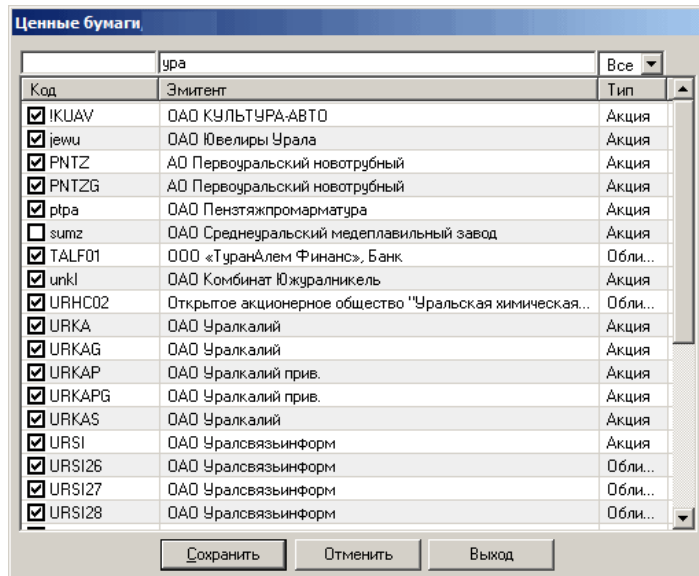 Ценные бумаги
ура Все
Код Эмитент Тип
!KUAV ОАО КУЛЬТУРА-АВТО Акция
jewu ОАО Ювелиры Урала Акция
PNTZ АО Первоуральский новотрубный Акция
PNTZG АО Первоуральский новотрубный Акция
ptpa ОАО Пензтяжпромарматура Акция
sumz ОАО Среднеуральский медеплавильный завод Акция
TALF01 ООО «ТуранАлем Финанс», Банк Обли...
unkl ОАО Комбинат Южуралникель Акция
URHC02 Открытое акционерное общество "Уральская химическая... Обли...
URKA ОАО Уралкалий Акция
URKAG ОАО Уралкалий Акция
URKAP ОАО Уралкалий прив. Акция
URKAPG ОАО Уралкалий прив. Акция
URKAS ОАО Уралкалий Акция
URSI ОАО Уралсвязьинформ Акция
URSI26 ОАО Уралсвязьинформ Обли...
URSI27 ОАО Уралсвязьинформ Обли...
URSI28 ОАО Уралсвязьинформ Обли...
Сохранить Отменить Выход